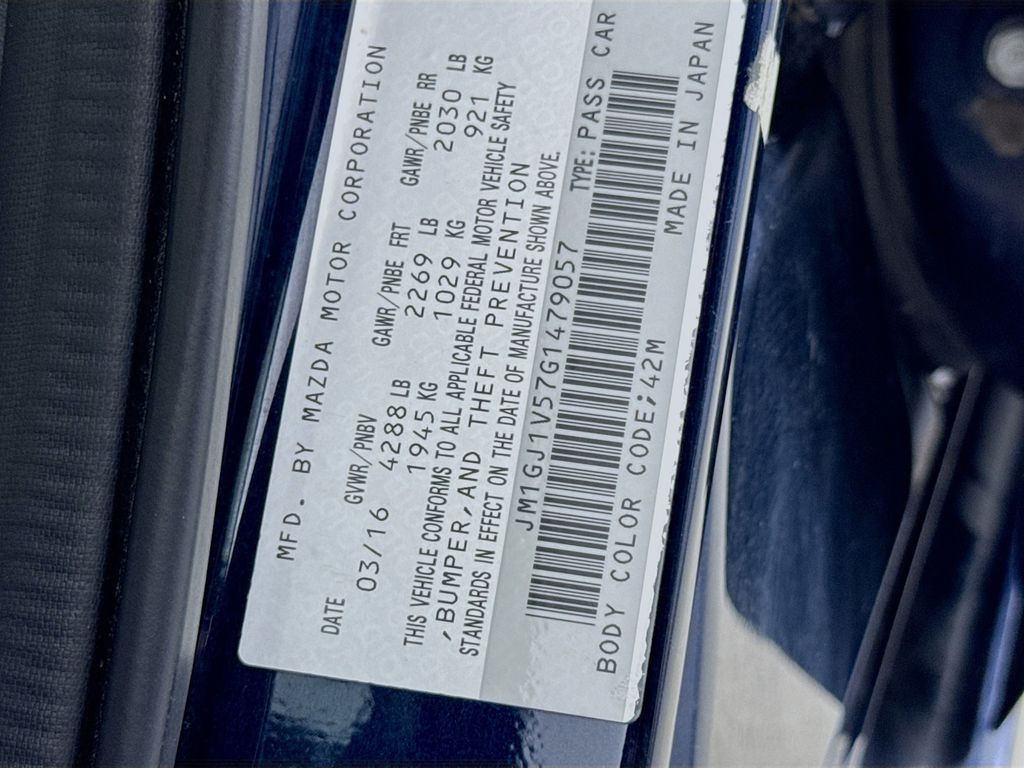 MFD. BY MAZDA MOTOR CORPORATION
DATE GVWR/PNBV GAWR/PNBE FRT GAWR/PNBE RR
03/16 4288 LB 2269 LB 2030 LB
1945 KG 1029 KG 921 KG
THIS VEHICLE CONFORMS TO ALL APPLICABLE FEDERAL MOTOR VEHICLE SAFETY
,BUMPER,AND THEFT PREVENTION
STANDARDS IN EFFECT ON THE DATE OF MANUFACTURE SHOWN ABOVE.
JM1GJ1V57G1479057 TYPE: PASS CAR
BODY COLOR CODE;42M MADE IN JAPAN